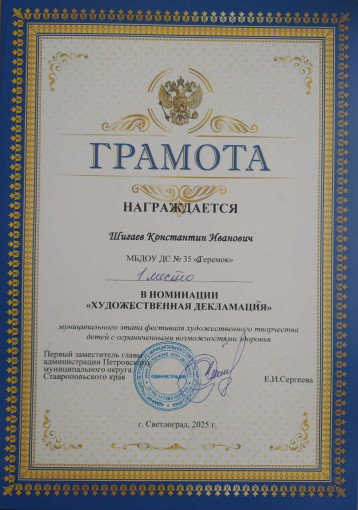 ГРАМОТА
НАГРАЖДАЕТСЯ
Шигаев Константин Иванович
МБДОУ ДС № 35 «Теремок»
1 место
В НОМИНАЦИИ
«ХУДОЖЕСТВЕННАЯ ДЕКЛАМАЦИЯ»
муниципального этапа фестиваля художественного творчества
детей с ограниченными возможностями здоровья
Первый заместитель главы
администрации Петровского
муниципального округа
Ставропольского края
Е.И.Сергеева
АДМИНИСТРАЦИЯ
г. Светлоград, 2025 г.